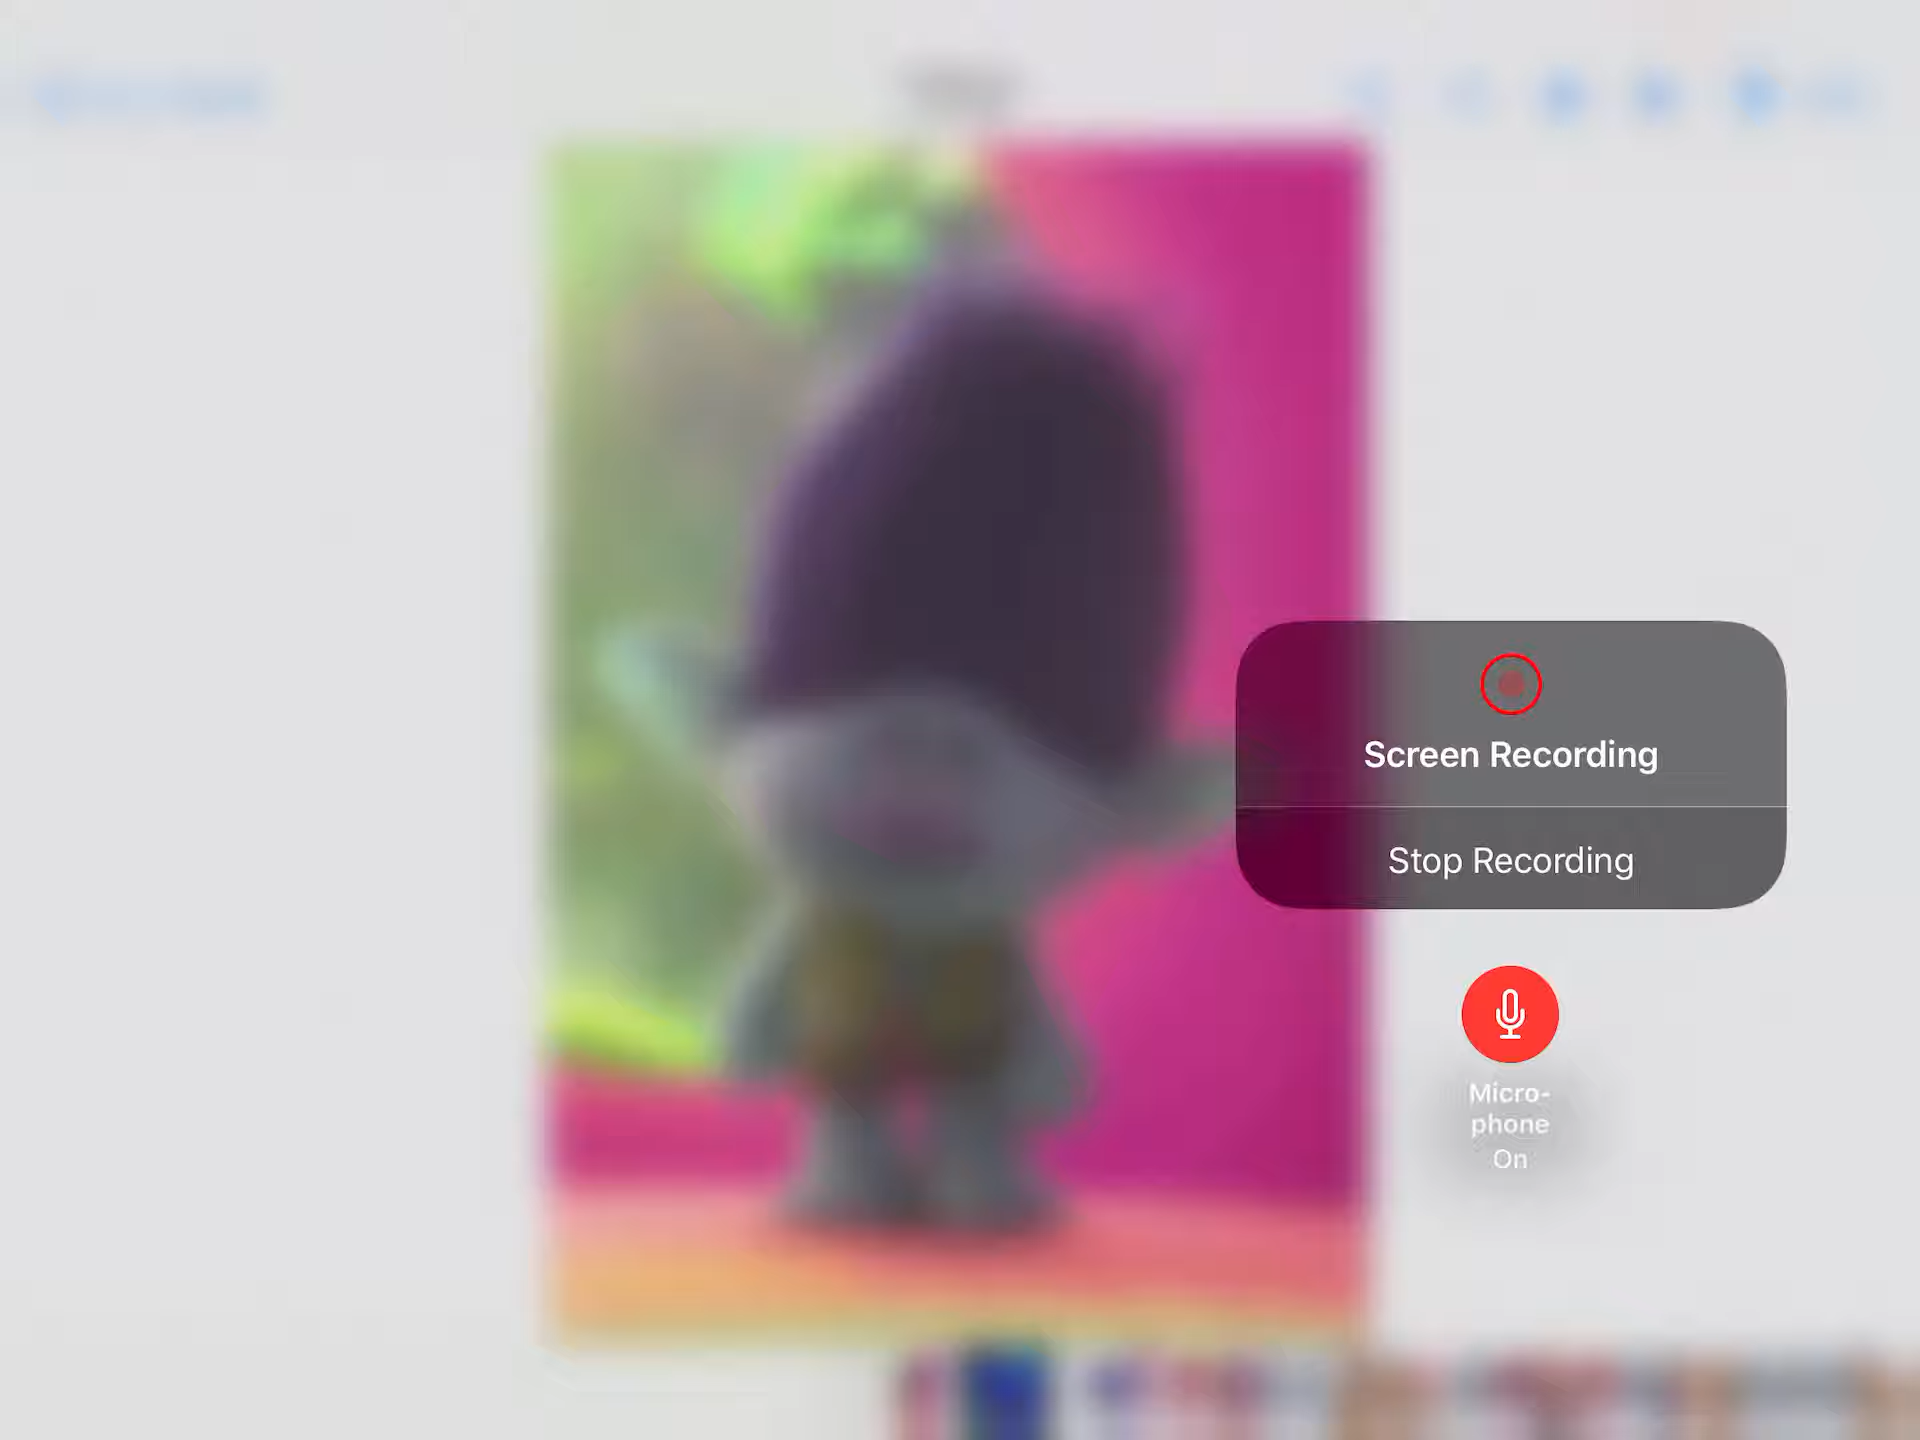 Screen Recording
Stop Recording
Micro-
phone
On